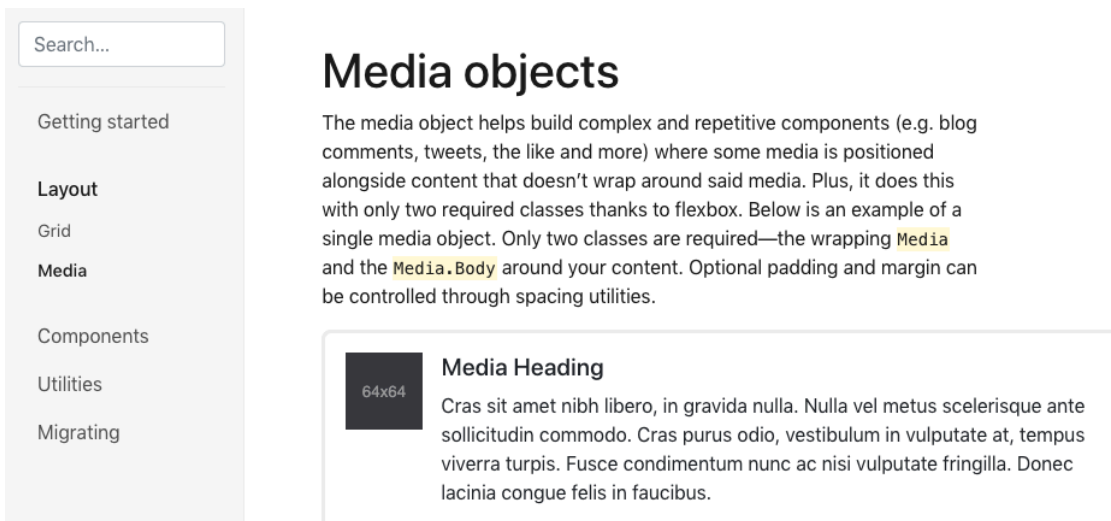 Search...
Getting started
Layout
Grid
Media
Components
Utilities
Migrating
Media objects
The media object helps build complex and repetitive components (e.g. blog
comments, tweets, the like and more) where some media is positioned
alongside content that doesn’t wrap around said media. Plus, it does this
with only two required classes thanks to flexbox. Below is an example of a
single media object. Only two classes are required—the wrapping Media
and the Media.Body around your content. Optional padding and margin can
be controlled through spacing utilities.
64x64
Media Heading
Cras sit amet nibh libero, in gravida nulla. Nulla vel metus scelerisque ante
sollicitudin commodo. Cras purus odio, vestibulum in vulputate at, tempus
viverra turpis. Fusce condimentum nunc ac nisi vulputate fringilla. Donec
lacinia congue felis in faucibus.